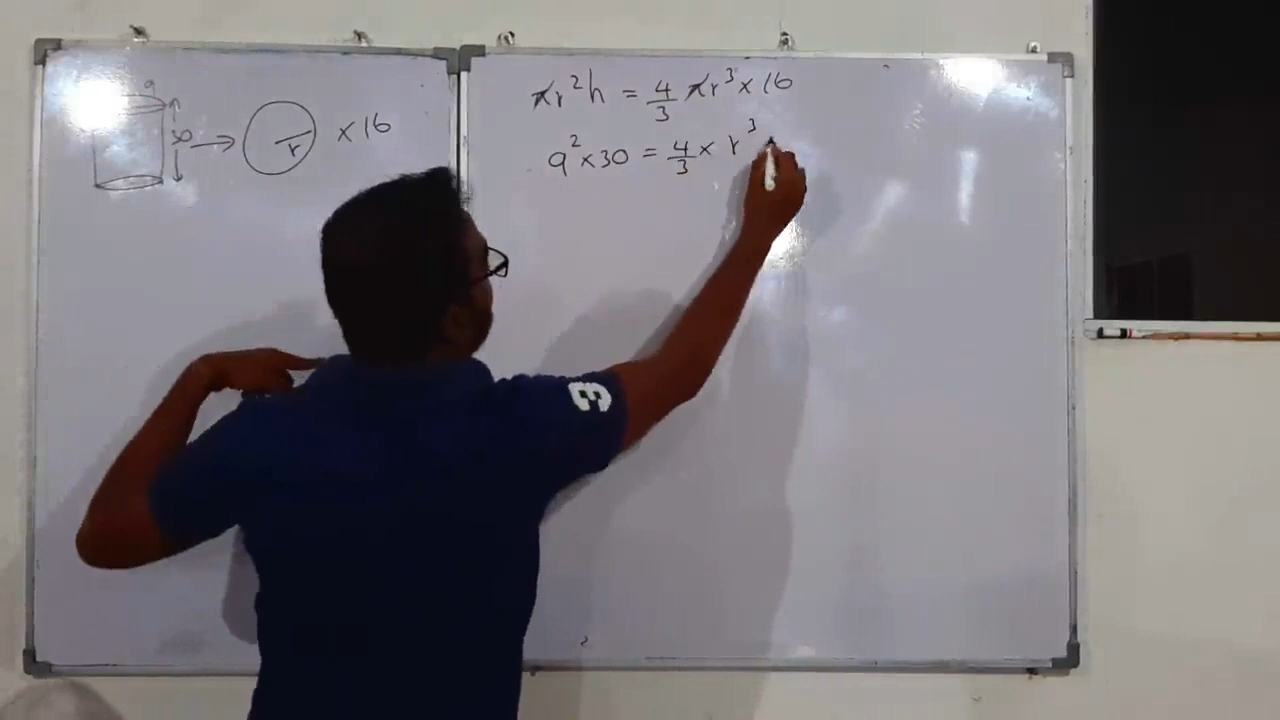 9
30
r
× 16
πr²h = 4/3 πr³ × 16
9² × 30 = 4/3 × r³
3